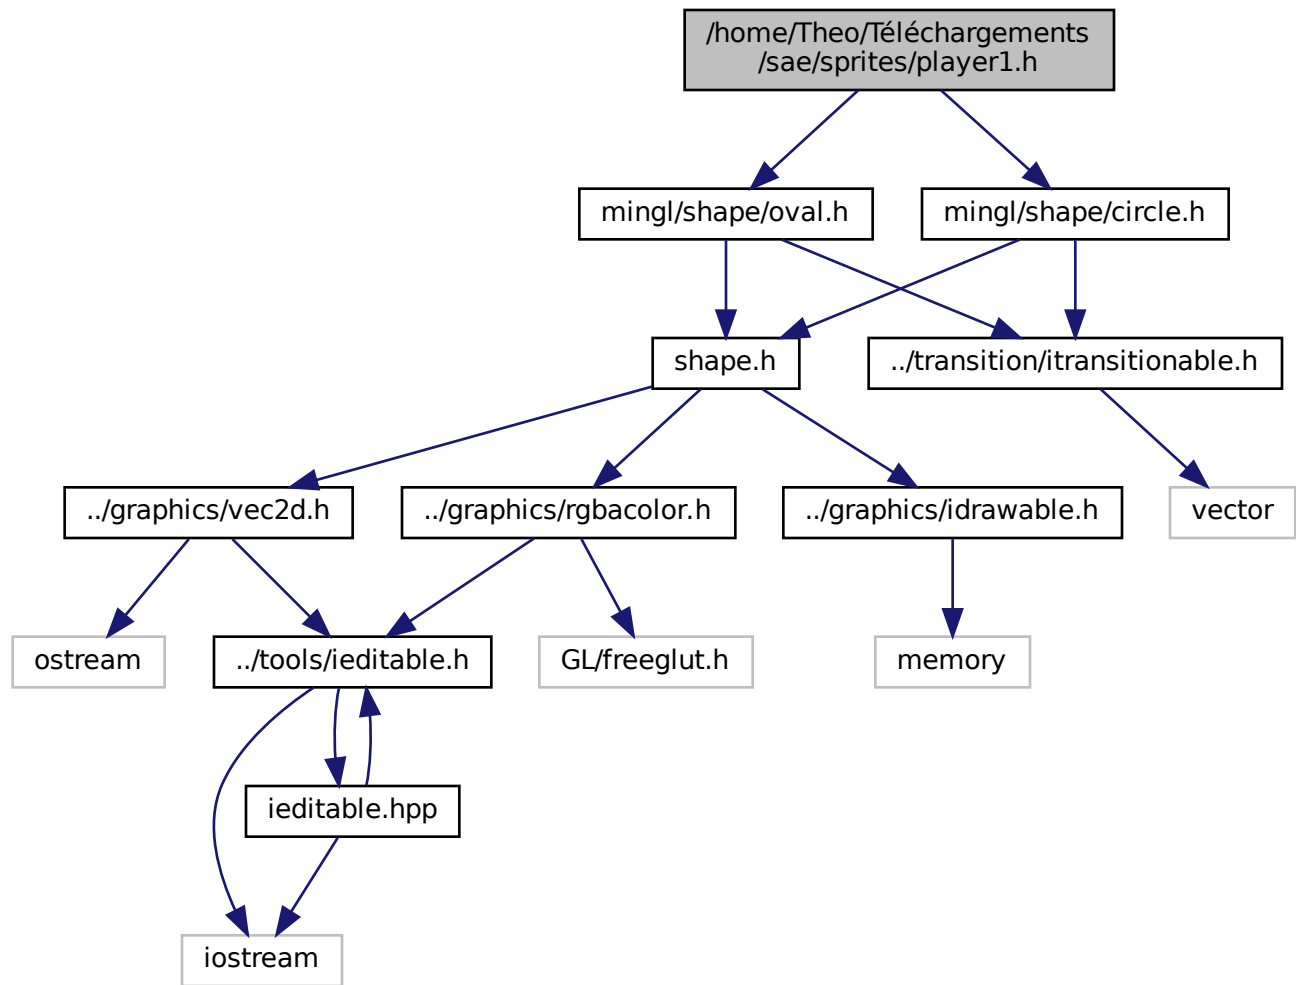 /home/Theo/Téléchargements
/sae/sprites/player1.h
mingl/shape/oval.h
mingl/shape/circle.h
shape.h
../transition/itransitionable.h
../graphics/vec2d.h
../graphics/rgbacolor.h
../graphics/idrawable.h
vector
ostream
../tools/ieditable.h
GL/freeglut.h
memory
ieditable.hpp
iostream